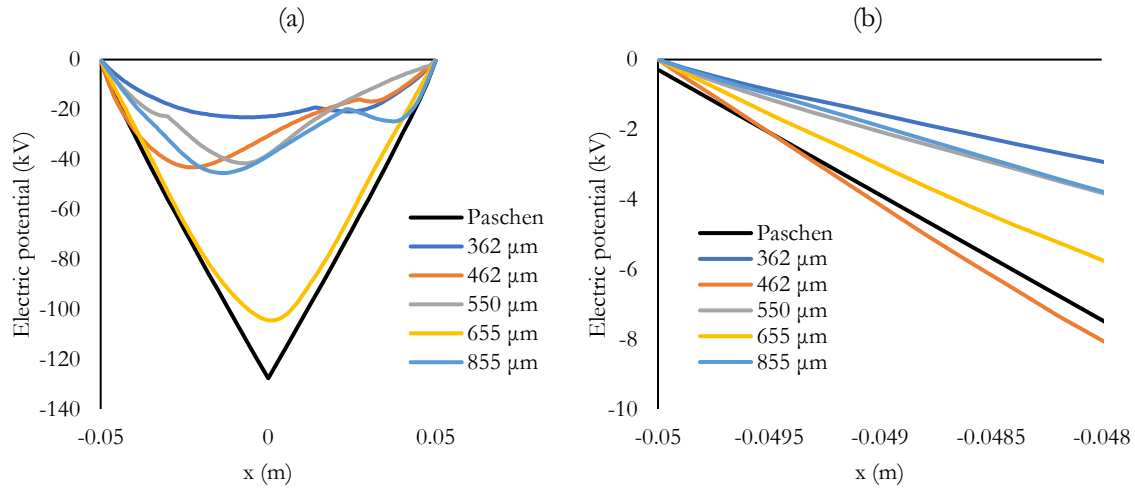 (a)
0
-20
-40
-60
-80
-100
-120
-140
Electric potential (kV)
-0.05
0
0.05
x (m)
Paschen
362 μm
462 μm
550 μm
655 μm
855 μm
(b)
0
-2
-4
-6
-8
-10
Electric potential (kV)
-0.05
-0.0495
-0.049
-0.0485
-0.048
x (m)
Paschen
362 μm
462 μm
550 μm
655 μm
855 μm